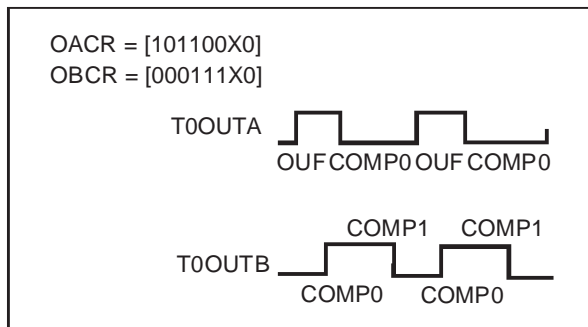 OACR = [101100X0]
OBCR = [000111X0]
T0OUTA
OUF COMP0 OUF COMP0
COMP1 COMP1
T0OUTB
COMP0 COMP0